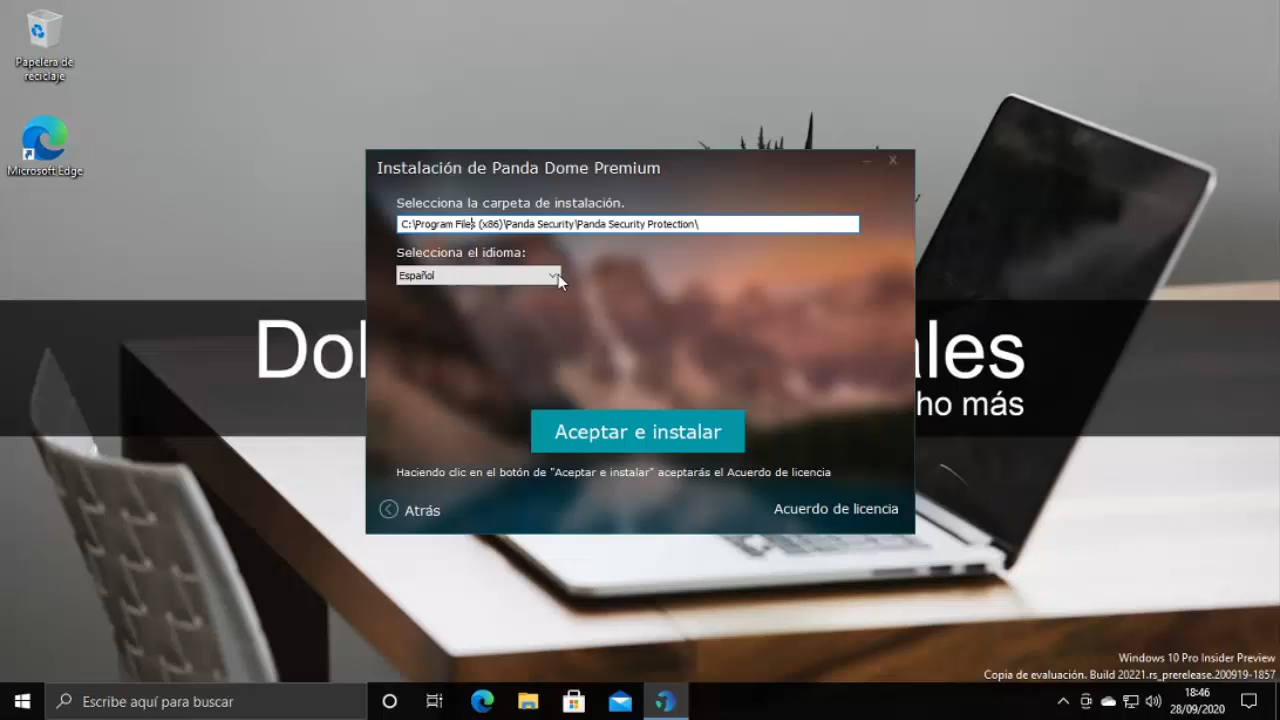 Papelera de
reciclaje
Microsoft Edge
Instalación de Panda Dome Premium
Selecciona la carpeta de instalación.
C:\Program Files (x86)\Panda Security\Panda Security Protection\
Selecciona el idioma:
Español
Dol
ales
ho más
Aceptar e instalar
Haciendo clic en el botón de "Aceptar e instalar" aceptarás el Acuerdo de licencia
Atrás
Acuerdo de licencia
Windows 10 Pro Insider Preview
Copia de evaluación. Build 20221.rs_prerelease.200919-1857
Escribe aquí para buscar
18:46
28/09/2020